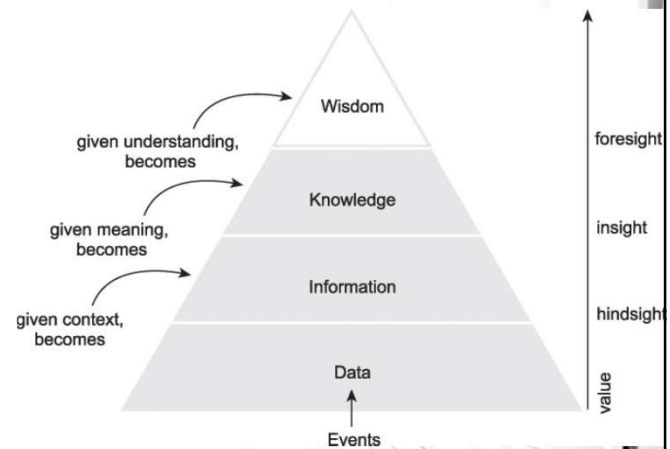 Wisdom
given understanding,
becomes
foresight
Knowledge
given meaning,
becomes
insight
Information
given context,
becomes
hindsight
Data
value
Events